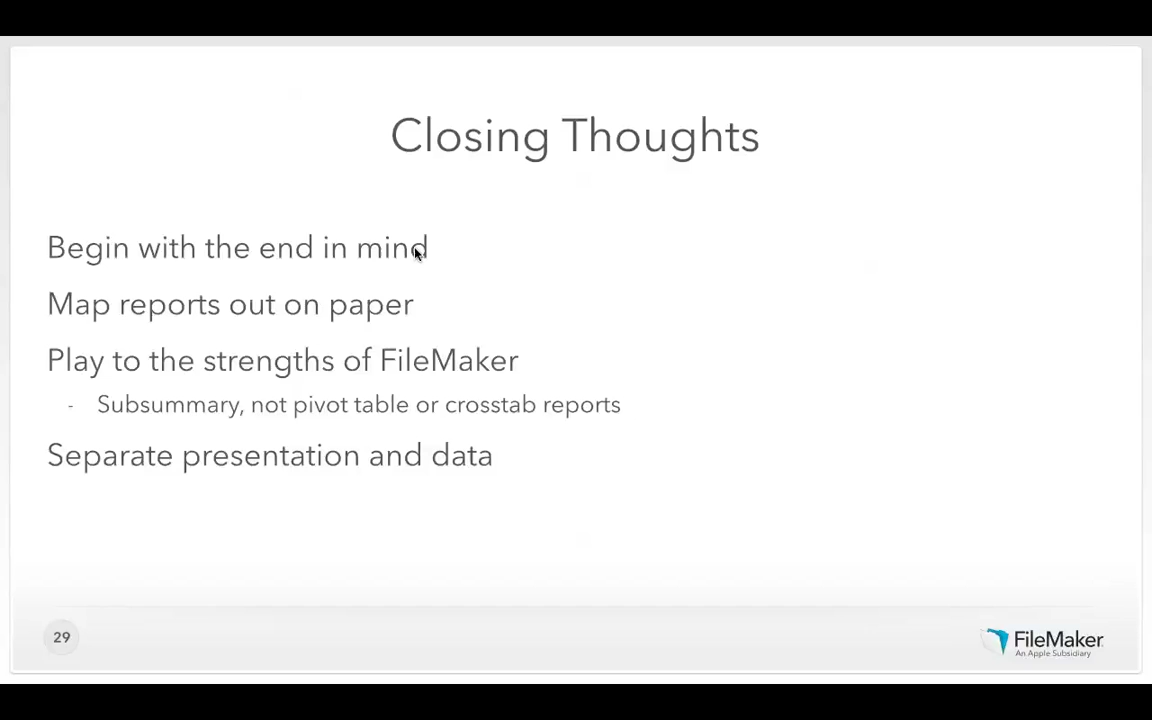 Closing Thoughts
Begin with the end in mind
Map reports out on paper
Play to the strengths of FileMaker
- Subsummary, not pivot table or crosstab reports
Separate presentation and data
29
FileMaker
An Apple Subsidiary